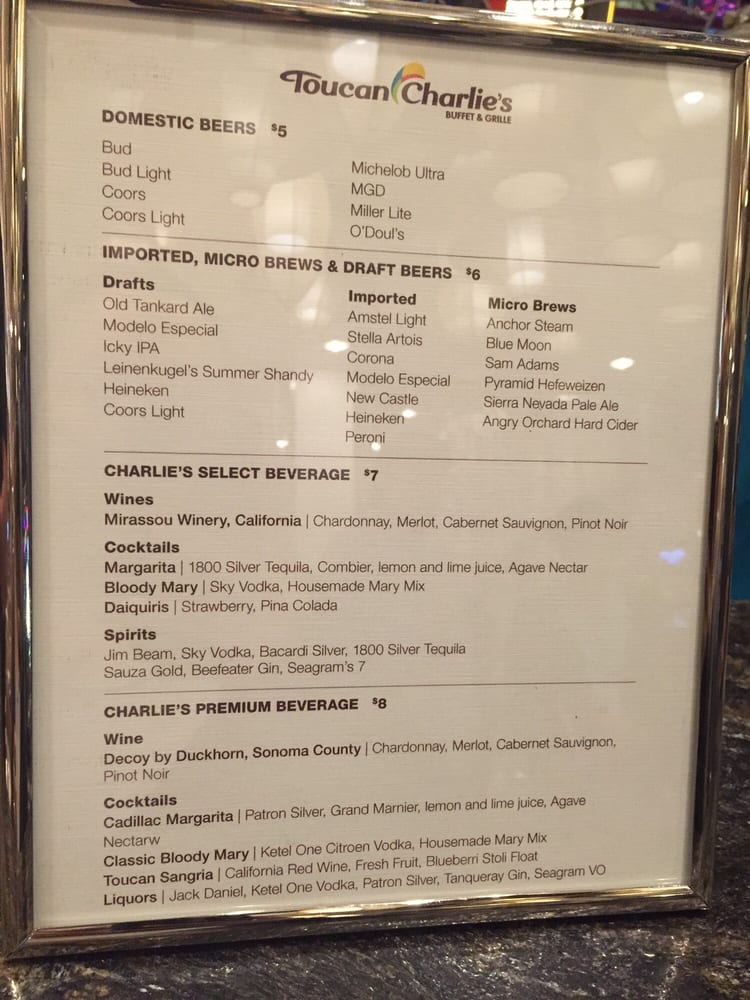 Toucan Charlie's
BUFFET & GRILLE
DOMESTIC BEERS $5
Bud
Bud Light
Coors
Coors Light
Michelob Ultra
MGD
Miller Lite
O'Doul's
IMPORTED, MICRO BREWS & DRAFT BEERS $6
Drafts
Old Tankard Ale
Modelo Especial
Icky IPA
Leinenkugel's Summer Shandy
Heineken
Coors Light
Imported
Amstel Light
Stella Artois
Corona
Modelo Especial
New Castle
Heineken
Peroni
Micro Brews
Anchor Steam
Blue Moon
Sam Adams
Pyramid Hefeweizen
Sierra Nevada Pale Ale
Angry Orchard Hard Cider
CHARLIE'S SELECT BEVERAGE $7
Wines
Mirassou Winery, California | Chardonnay, Merlot, Cabernet Sauvignon, Pinot Noir
Cocktails
Margarita | 1800 Silver Tequila, Combier, lemon and lime juice, Agave Nectar
Bloody Mary | Sky Vodka, Housemade Mary Mix
Daiquiris | Strawberry, Pina Colada
Spirits
Jim Beam, Sky Vodka, Bacardi Silver, 1800 Silver Tequila
Sauza Gold, Beefeater Gin, Seagram's 7
CHARLIE'S PREMIUM BEVERAGE $8
Wine
Decoy by Duckhorn, Sonoma County | Chardonnay, Merlot, Cabernet Sauvignon,
Pinot Noir
Cocktails
Cadillac Margarita | Patron Silver, Grand Marnier, lemon and lime juice, Agave
Nectarw
Classic Bloody Mary | Ketel One Citroen Vodka, Housemade Mary Mix
Toucan Sangria | California Red Wine, Fresh Fruit, Blueberri Stoli Float
Liquors | Jack Daniel, Ketel One Vodka, Patron Silver, Tanqueray Gin, Seagram VO